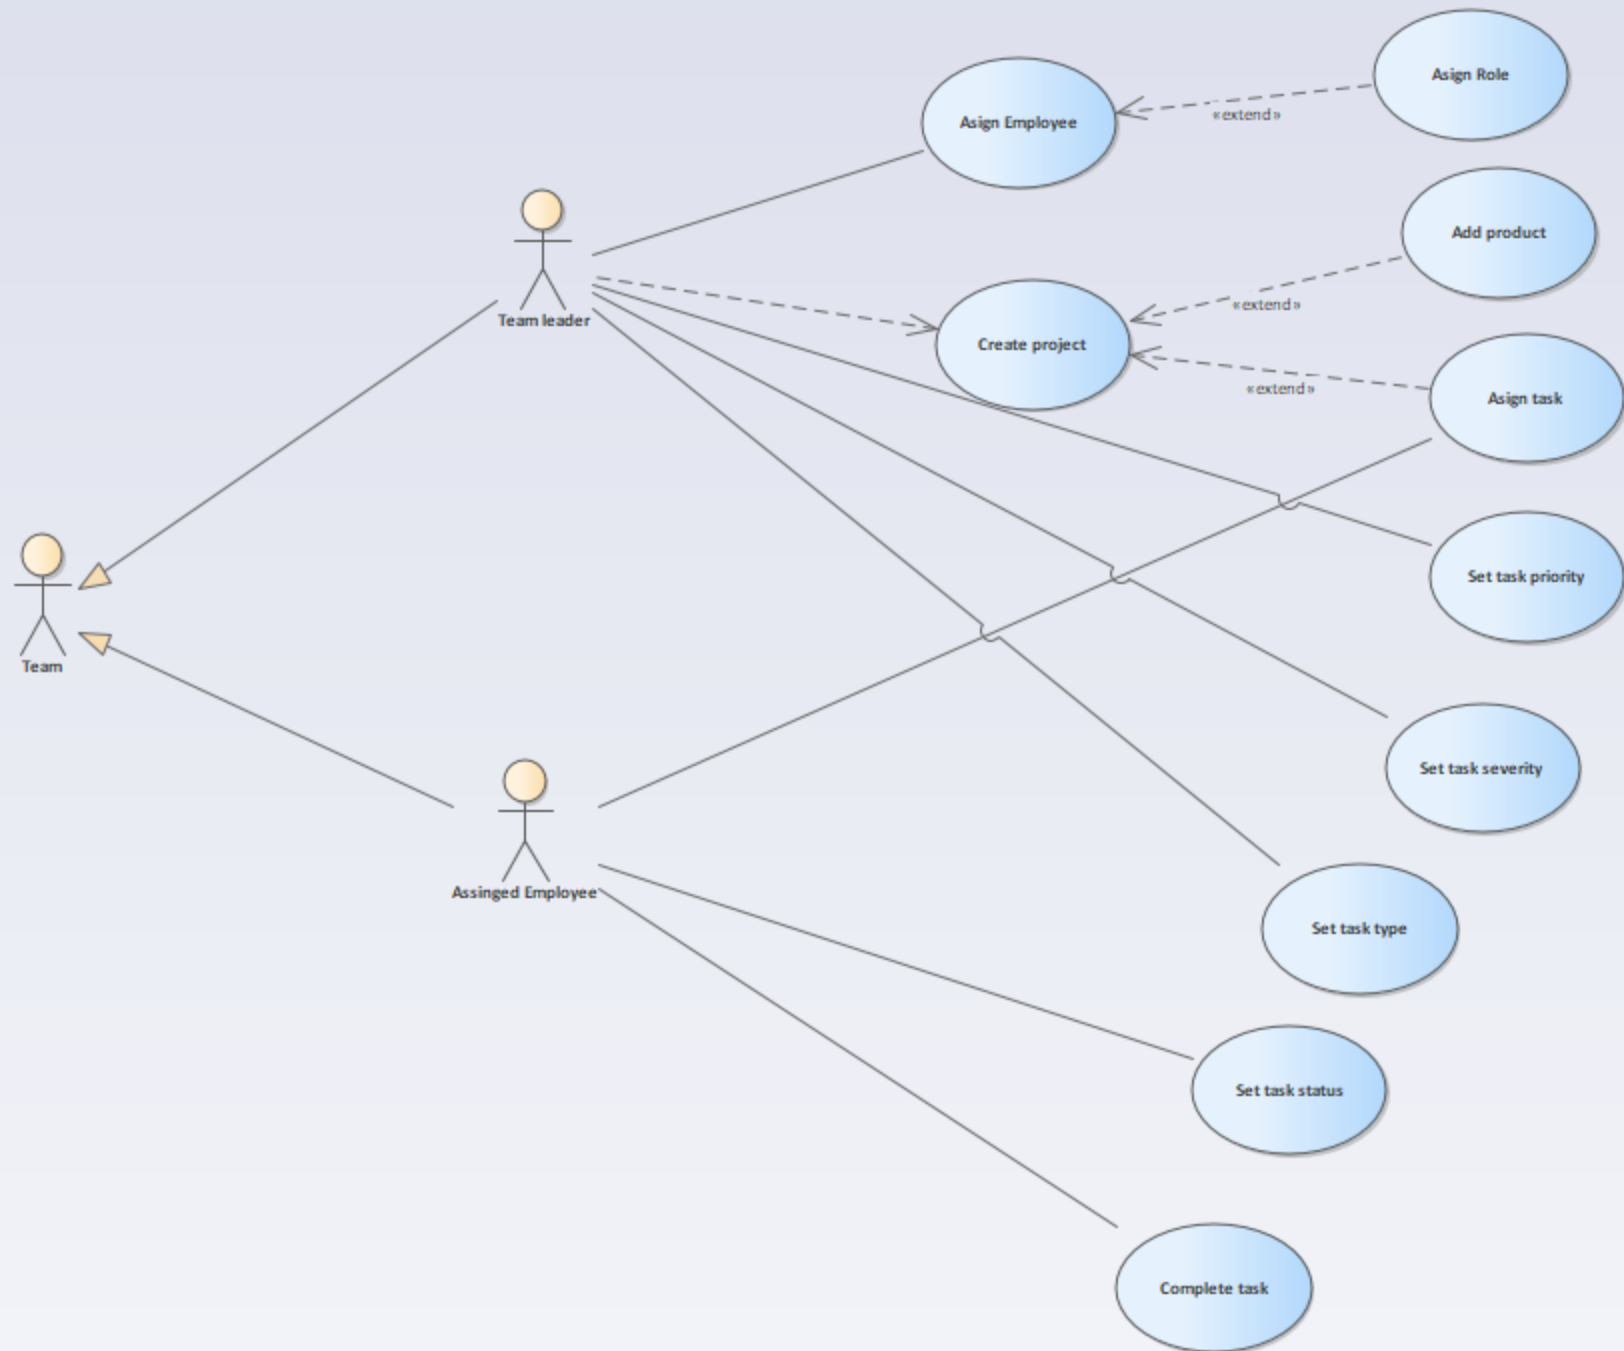 Asign Role
Asign Employee
«extend»
Add product
«extend»
Team leader
Create project
«extend»
Asign task
Set task priority
Team
Set task severity
Assinged Employee
Set task type
Set task status
Complete task